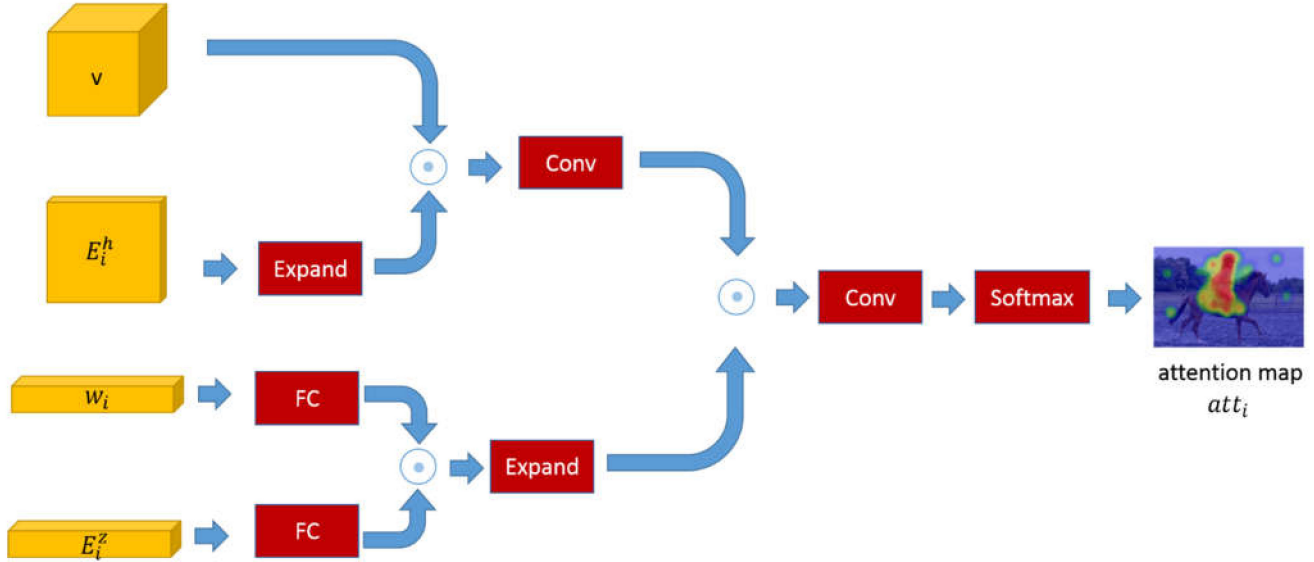 v
Conv
E_i^h
Expand
Conv
Softmax
attention map
att_i
w_i
FC
Expand
E_i^z
FC